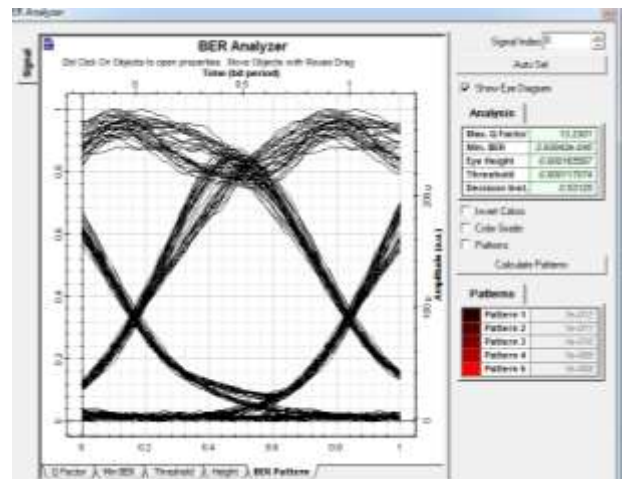 BER Analyzer
Signal
BER Analyzer
Dbl Click On Objects to open properties. Move Objects with Mouse Drag
Time (bit period)
0 0.5 1
Amplitude (a.u.)
200 µ
100 µ
0
0.8
0.6
0.4
0.2
0
0 0.2 0.4 0.6 0.8 1
Q Factor Min BER Threshold Height BER Pattern
Signal Index: 0
Auto Set
Show Eye Diagram
Analysis
Max. Q Factor
Min. BER
Eye Height
Threshold
Decision Inst.
Invert Colors
Color Grade
Patterns
Calculate Patterns
Patterns
Pattern 1
Pattern 2
Pattern 3
Pattern 4
Pattern 5